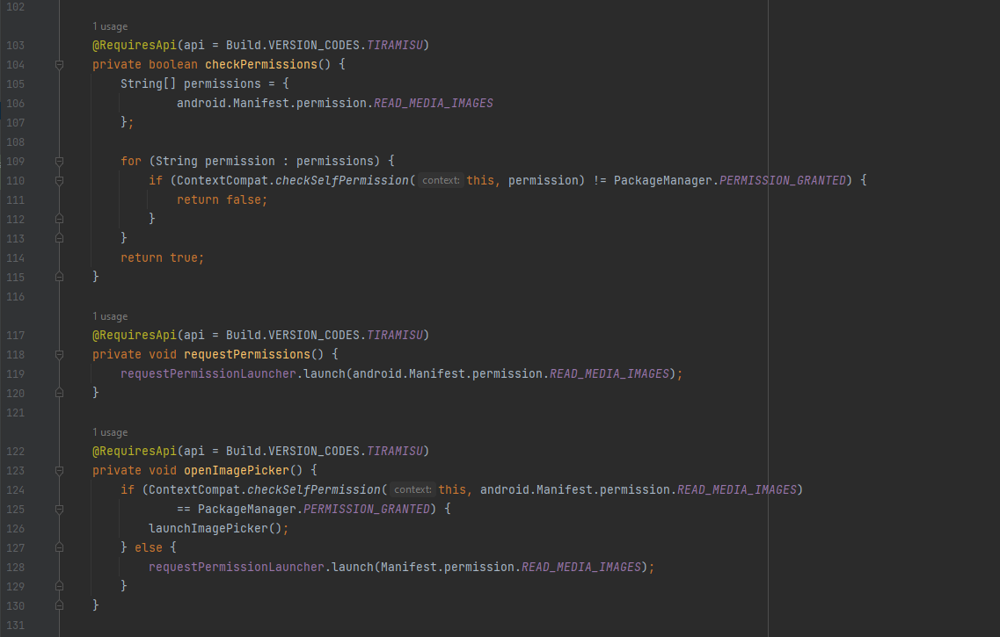 102
1 usage
103 @RequiresApi(api = Build.VERSION_CODES.TIRAMISU)
104 private boolean checkPermissions() {
105     String[] permissions = {
106             android.Manifest.permission.READ_MEDIA_IMAGES
107     };
108
109     for (String permission : permissions) {
110         if (ContextCompat.checkSelfPermission( context: this, permission) != PackageManager.PERMISSION_GRANTED) {
111             return false;
112         }
113     }
114     return true;
115 }
116
1 usage
117 @RequiresApi(api = Build.VERSION_CODES.TIRAMISU)
118 private void requestPermissions() {
119     requestPermissionLauncher.launch(android.Manifest.permission.READ_MEDIA_IMAGES);
120 }
121
1 usage
122 @RequiresApi(api = Build.VERSION_CODES.TIRAMISU)
123 private void openImagePicker() {
124     if (ContextCompat.checkSelfPermission( context: this, android.Manifest.permission.READ_MEDIA_IMAGES)
125             == PackageManager.PERMISSION_GRANTED) {
126         launchImagePicker();
127     } else {
128         requestPermissionLauncher.launch(Manifest.permission.READ_MEDIA_IMAGES);
129     }
130 }
131